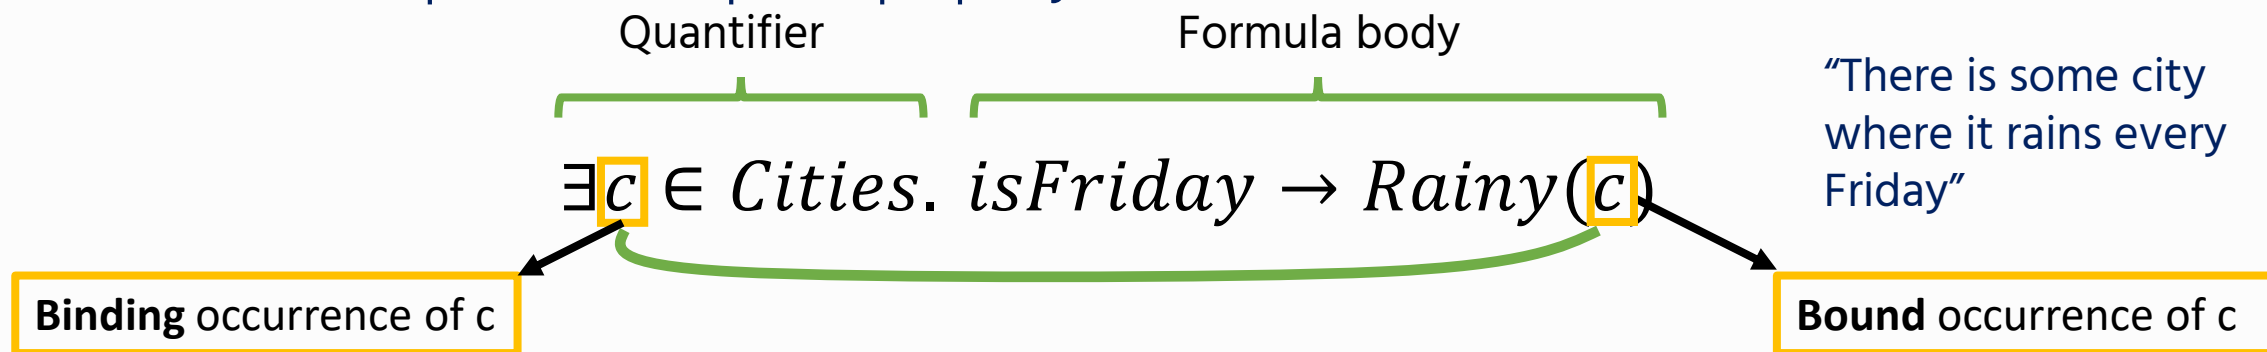 Quantifier
Formula body
"There is some city
where it rains every
Friday"
∃c ∈ Cities. isFriday → Rainy(c)
Binding occurrence of c
Bound occurrence of c